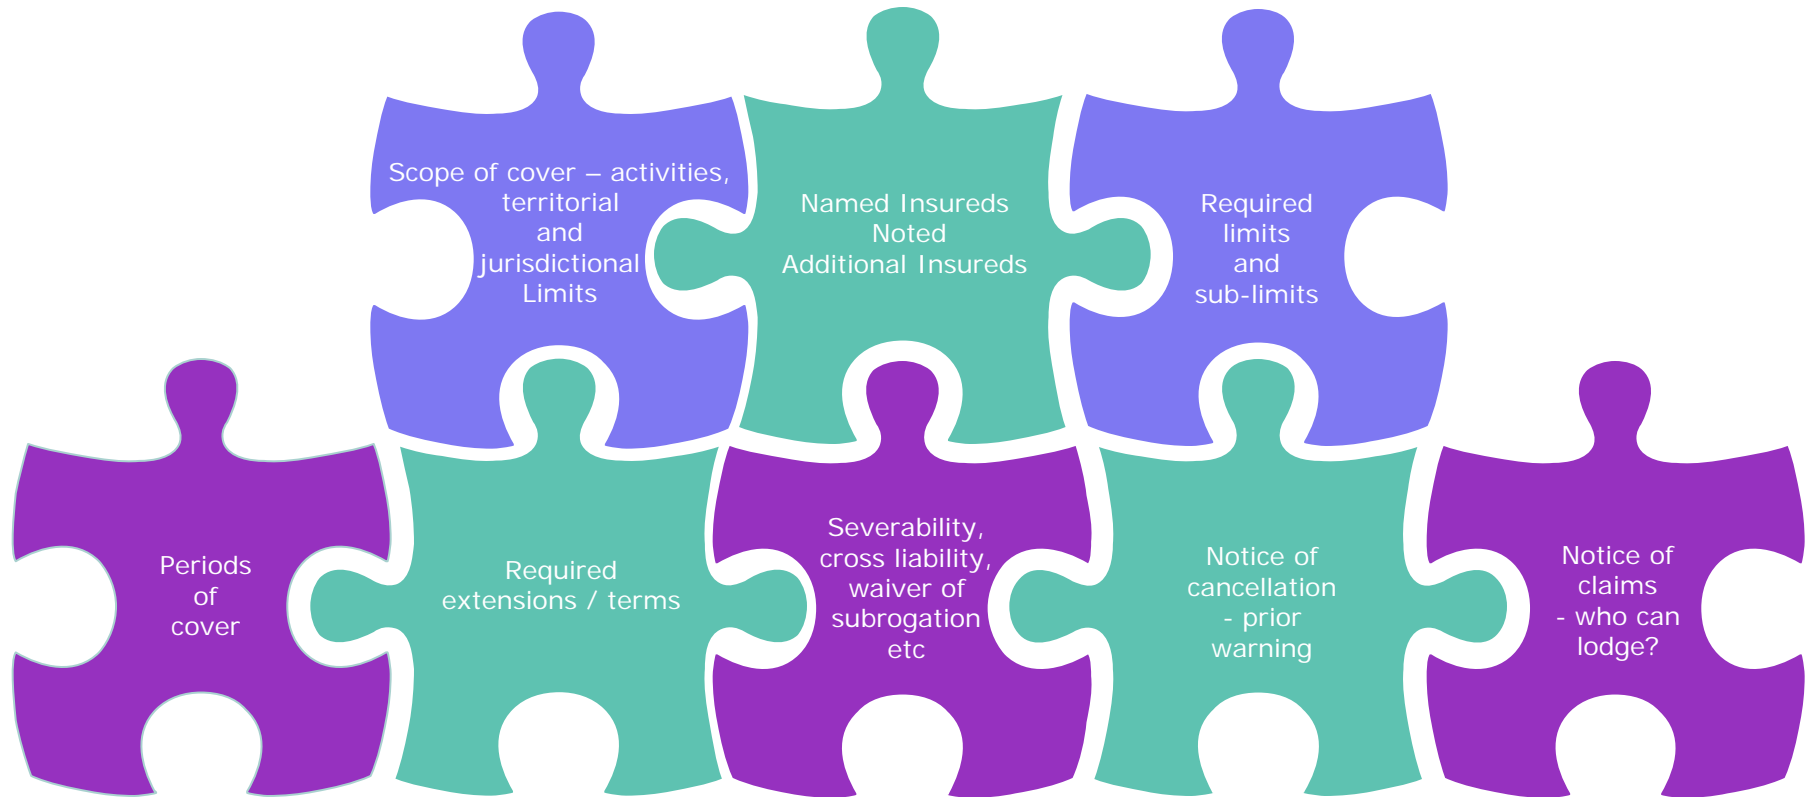 Scope of cover – activities,
territorial
and
jurisdictional
Limits
Named Insureds
Noted
Additional Insureds
Required
limits
and
sub-limits
Periods
of
cover
Required
extensions / terms
Severability,
cross liability,
waiver of
subrogation
etc
Notice of
cancellation
- prior
warning
Notice of
claims
- who can
lodge?